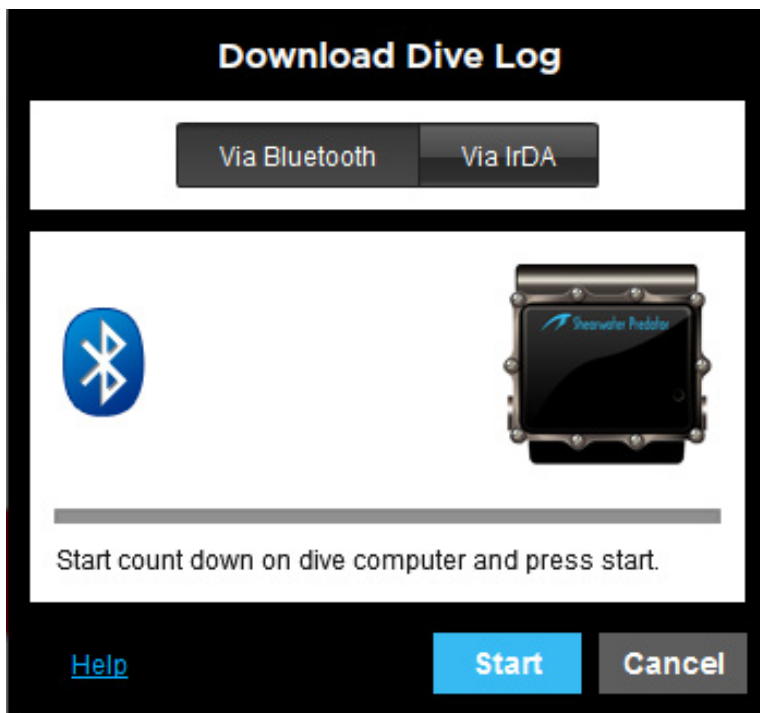 Download Dive Log
Via Bluetooth Via IrDA
Shearwater Predator
Start count down on dive computer and press start.
Help Start Cancel